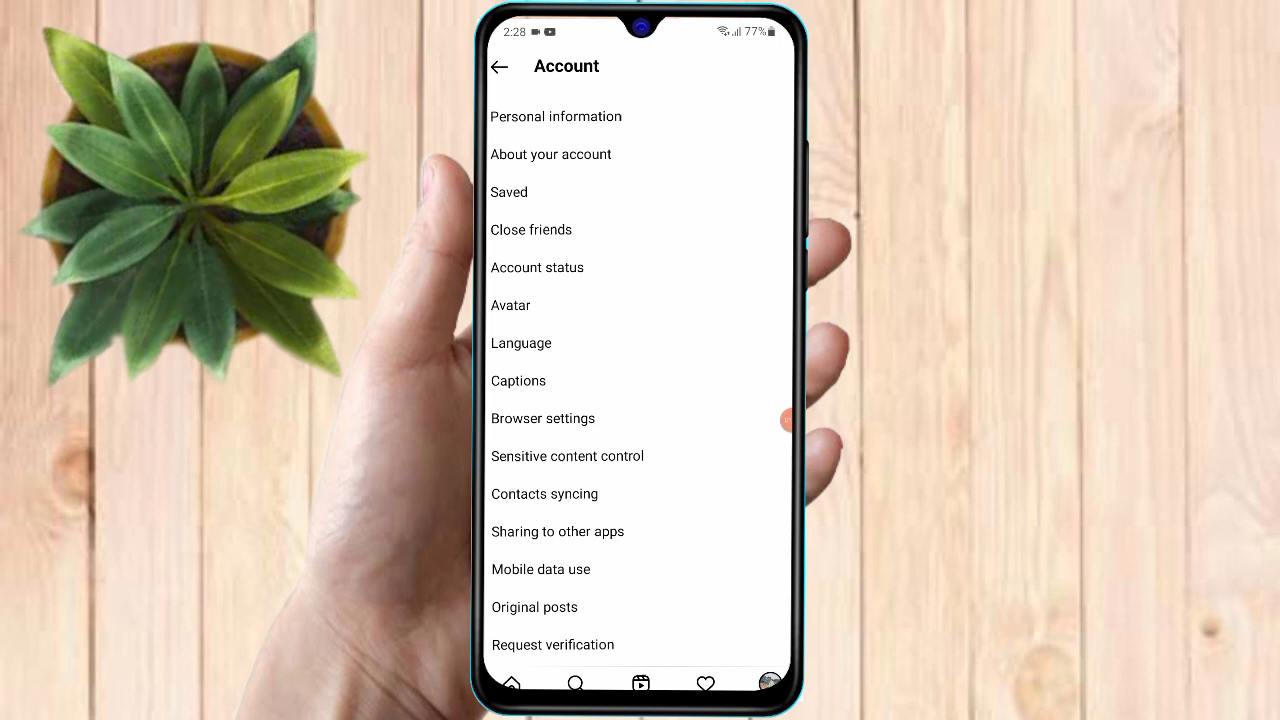 2:28 77%
Account
Personal information
About your account
Saved
Close friends
Account status
Avatar
Language
Captions
Browser settings
Sensitive content control
Contacts syncing
Sharing to other apps
Mobile data use
Original posts
Request verification